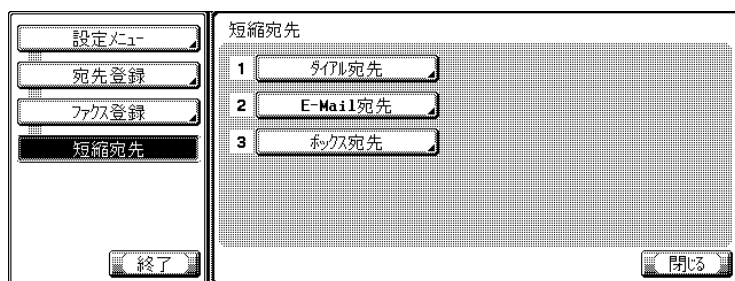 設定ﾒﾆｭｰ
宛先登録
ﾌｧｸｽ登録
短縮宛先
終了
短縮宛先
1 ﾀﾞｲｱﾙ宛先
2 E-Mail宛先
3 ﾎﾞｯｸｽ宛先
閉じる